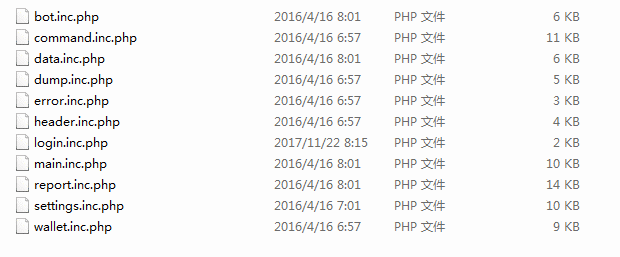 bot.inc.php 2016/4/16 8:01 PHP 文件 6 KB
command.inc.php 2016/4/16 6:57 PHP 文件 11 KB
data.inc.php 2016/4/16 8:01 PHP 文件 6 KB
dump.inc.php 2016/4/16 6:57 PHP 文件 5 KB
error.inc.php 2016/4/16 6:57 PHP 文件 3 KB
header.inc.php 2016/4/16 6:57 PHP 文件 4 KB
login.inc.php 2017/11/22 8:15 PHP 文件 2 KB
main.inc.php 2016/4/16 8:01 PHP 文件 10 KB
report.inc.php 2016/4/16 8:01 PHP 文件 14 KB
settings.inc.php 2016/4/16 7:01 PHP 文件 10 KB
wallet.inc.php 2016/4/16 6:57 PHP 文件 9 KB